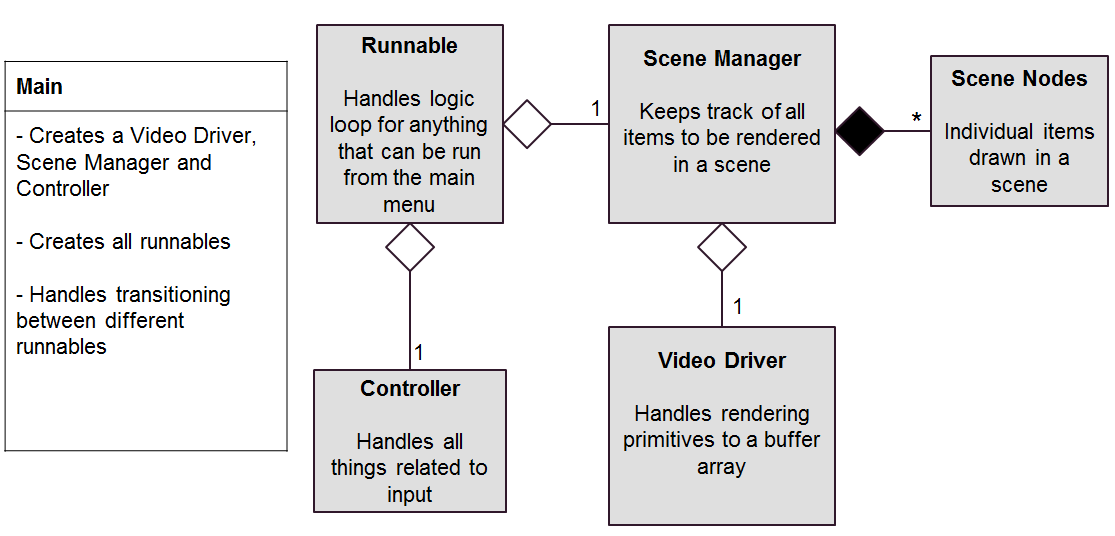 Main
- Creates a Video Driver,
Scene Manager and
Controller
- Creates all runnables
- Handles transitioning
between different
runnables
Runnable
Handles logic
loop for anything
that can be run
from the main
menu
1
Scene Manager
Keeps track of all
items to be rendered
in a scene
*
Scene Nodes
Individual items
drawn in a
scene
1
Controller
Handles all
things related to
input
1
Video Driver
Handles rendering
primitives to a buffer
array